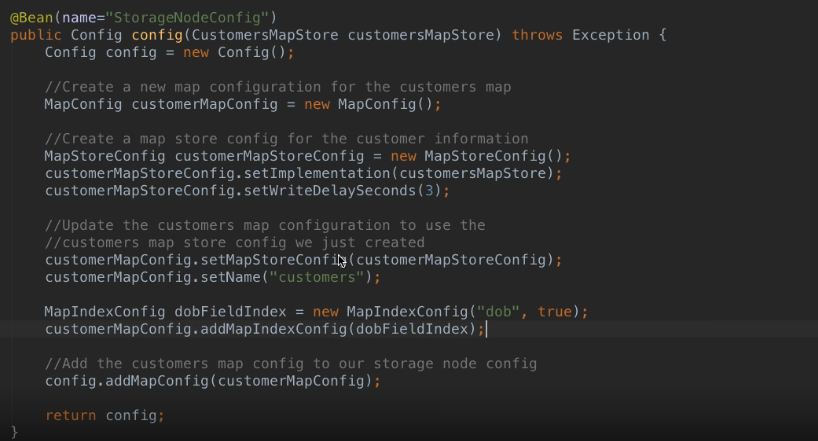 @Bean(name="StorageNodeConfig")
public Config config(CustomersMapStore customersMapStore) throws Exception {
    Config config = new Config();

    //Create a new map configuration for the customers map
    MapConfig customerMapConfig = new MapConfig();

    //Create a map store config for the customer information
    MapStoreConfig customerMapStoreConfig = new MapStoreConfig();
    customerMapStoreConfig.setImplementation(customersMapStore);
    customerMapStoreConfig.setWriteDelaySeconds(3);

    //Update the customers map configuration to use the
    //customers map store config we just created
    customerMapConfig.setMapStoreConfig(customerMapStoreConfig);
    customerMapConfig.setName("customers");

    MapIndexConfig dobFieldIndex = new MapIndexConfig("dob", true);
    customerMapConfig.addMapIndexConfig(dobFieldIndex);

    //Add the customers map config to our storage node config
    config.addMapConfig(customerMapConfig);

    return config;
}